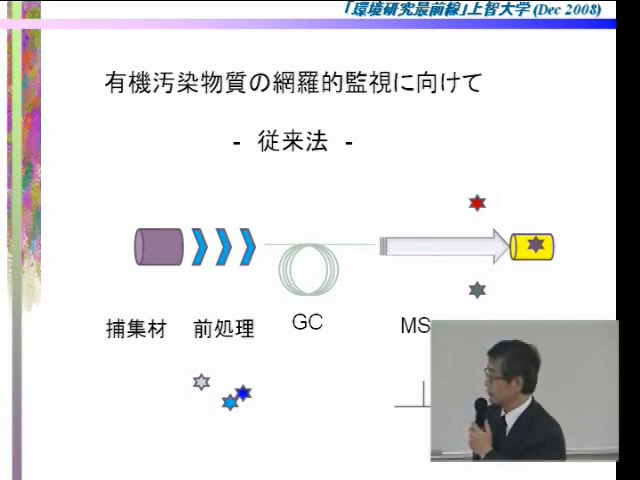 「環境研究最前線」上智大学 (Dec 2008)
有機汚染物質の網羅的監視に向けて
- 従来法 -
捕集材 前処理 GC MS